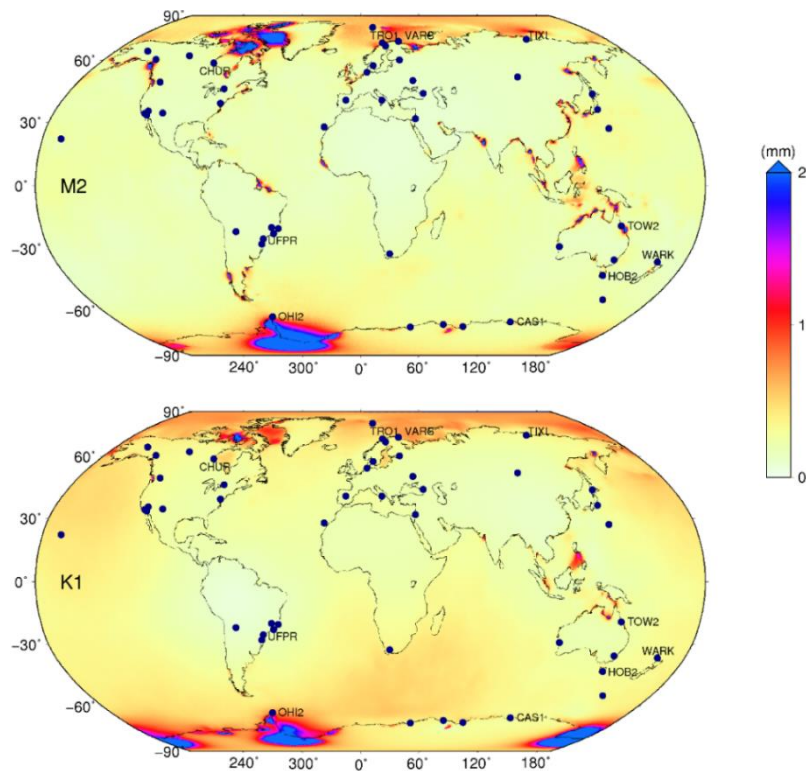 90°
TRO1 VARS
TIXI
60°
CHUR
30°
(mm)
2
0°
M2
TOW2
UFPR
WARK
−30°
HOB2
1
−60°
OHI2
CAS1
−90°
240° 300° 0° 60° 120° 180°
0
90°
TRO1 VARS
TIXI
60°
CHUR
30°
0°
K1
TOW2
UFPR
WARK
−30°
HOB2
−60°
OHI2
CAS1
−90°
240° 300° 0° 60° 120° 180°